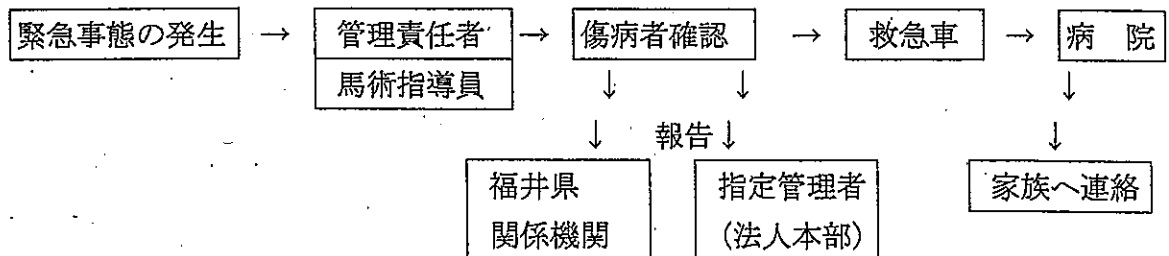 緊急事態の発生 → 管理責任者 → 傷病者確認 → 救急車 → 病　院
馬術指導員 ↓ ↓ ↓
↓ 報告 ↓ ↓
福井県 指定管理者 家族へ連絡
関係機関 (法人本部)